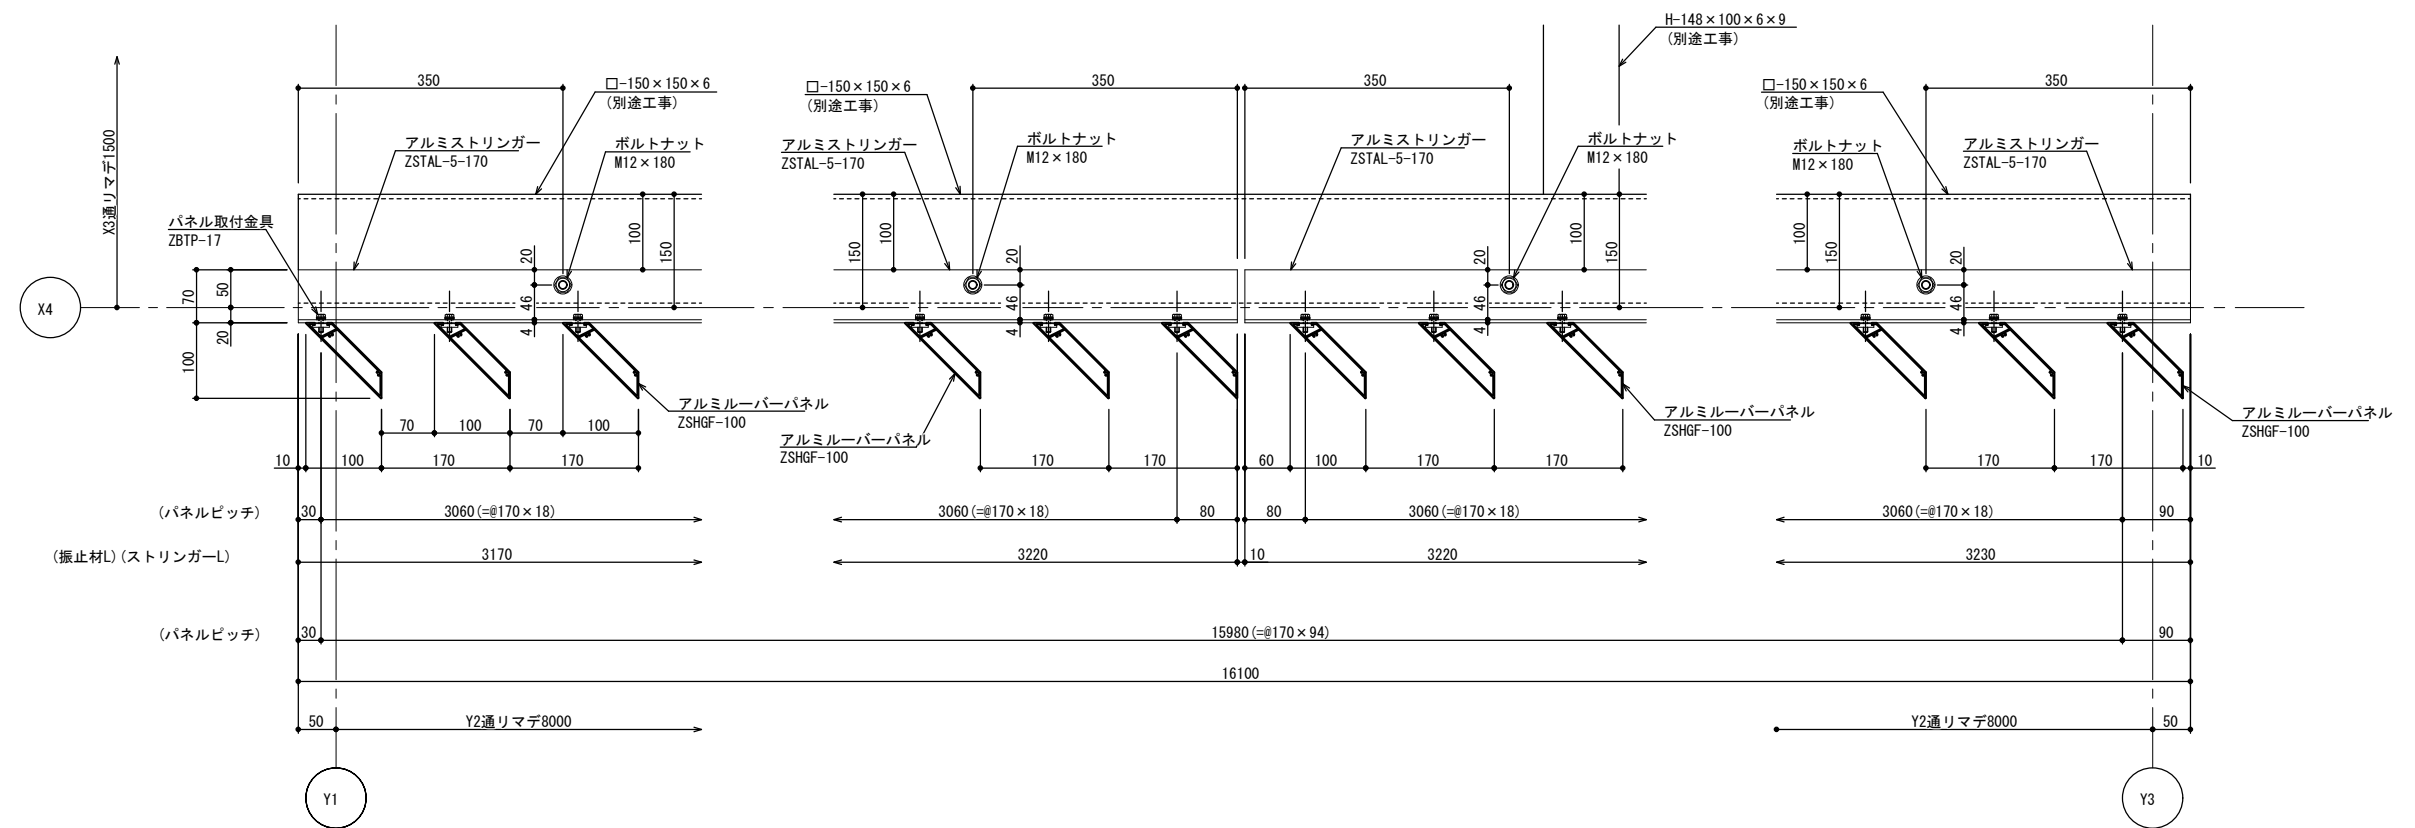 H-148×100×6×9
(別途工事)
350
□-150×150×6
(別途工事)
□-150×150×6
(別途工事)
350
350
□-150×150×6
(別途工事)
350
X3通リマデ1500
アルミストリンガー
ZSTAL-5-170
ボルトナット
M12×180
アルミストリンガー
ZSTAL-5-170
ボルトナット
M12×180
アルミストリンガー
ZSTAL-5-170
ボルトナット
M12×180
ボルトナット
M12×180
アルミストリンガー
ZSTAL-5-170
パネル取付金具
ZBTP-17
100
150
20
46
4
150
100
20
46
4
20
46
4
100
150
100
150
20
46
4
X4
70
50
20
100
アルミルーバーパネル
ZSHGF-100
アルミルーバーパネル
ZSHGF-100
アルミルーバーパネル
ZSHGF-100
アルミルーバーパネル
ZSHGF-100
70
100
70
100
10
100
170
170
170
170
60
100
170
170
170
170
10
(パネルピッチ)
30
3060(=@170×18)
3060(=@170×18)
80
80
3060(=@170×18)
3060(=@170×18)
90
(振止材L)(ストリンガーL)
3170
3220
10
3220
3230
(パネルピッチ)
30
15980(=@170×94)
90
16100
50
Y2通リマデ8000
Y2通リマデ8000
50
Y1
Y3